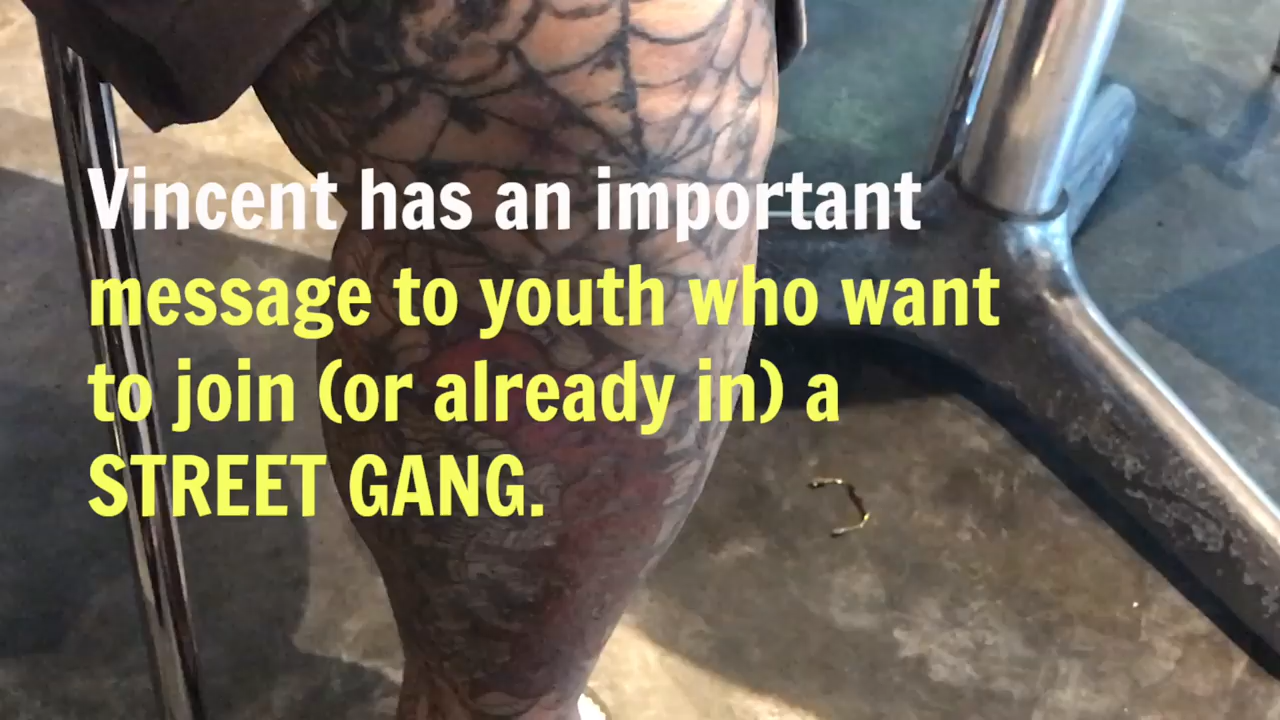 Vincent has an important
message to youth who want
to join (or already in) a
STREET GANG.